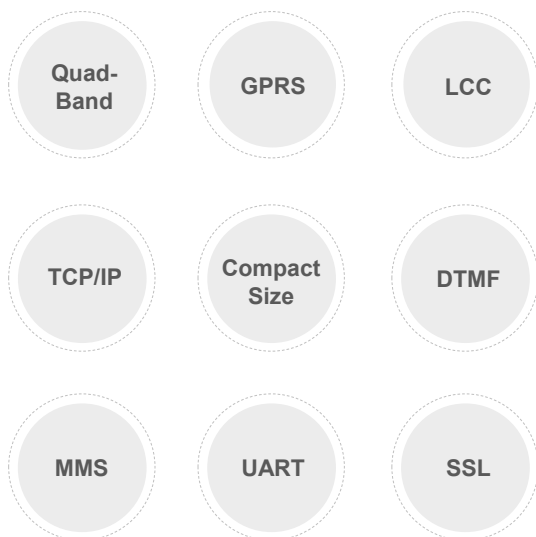 Quad-
Band
GPRS
LCC
TCP/IP
Compact
Size
DTMF
MMS
UART
SSL